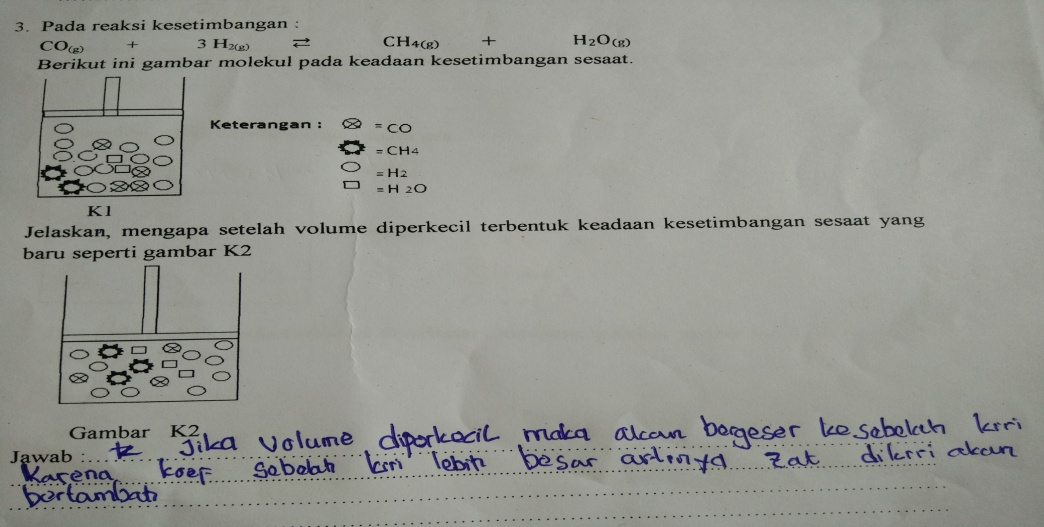 3. Pada reaksi kesetimbangan :
CO(g) + 3 H2(g) ⇄ CH4(g) + H2O(g)
Berikut ini gambar molekul pada keadaan kesetimbangan sesaat.
Keterangan : = CO
= CH4
= H2
= H 2O
K1
Jelaskan, mengapa setelah volume diperkecil terbentuk keadaan kesetimbangan sesaat yang
baru seperti gambar K2
Gambar K2
Jawab : Jika volume diperkecil maka akan bergeser kesebelah kiri
Karena koef sebelah kiri lebih besar artinya zat dikiri akan
bertambah